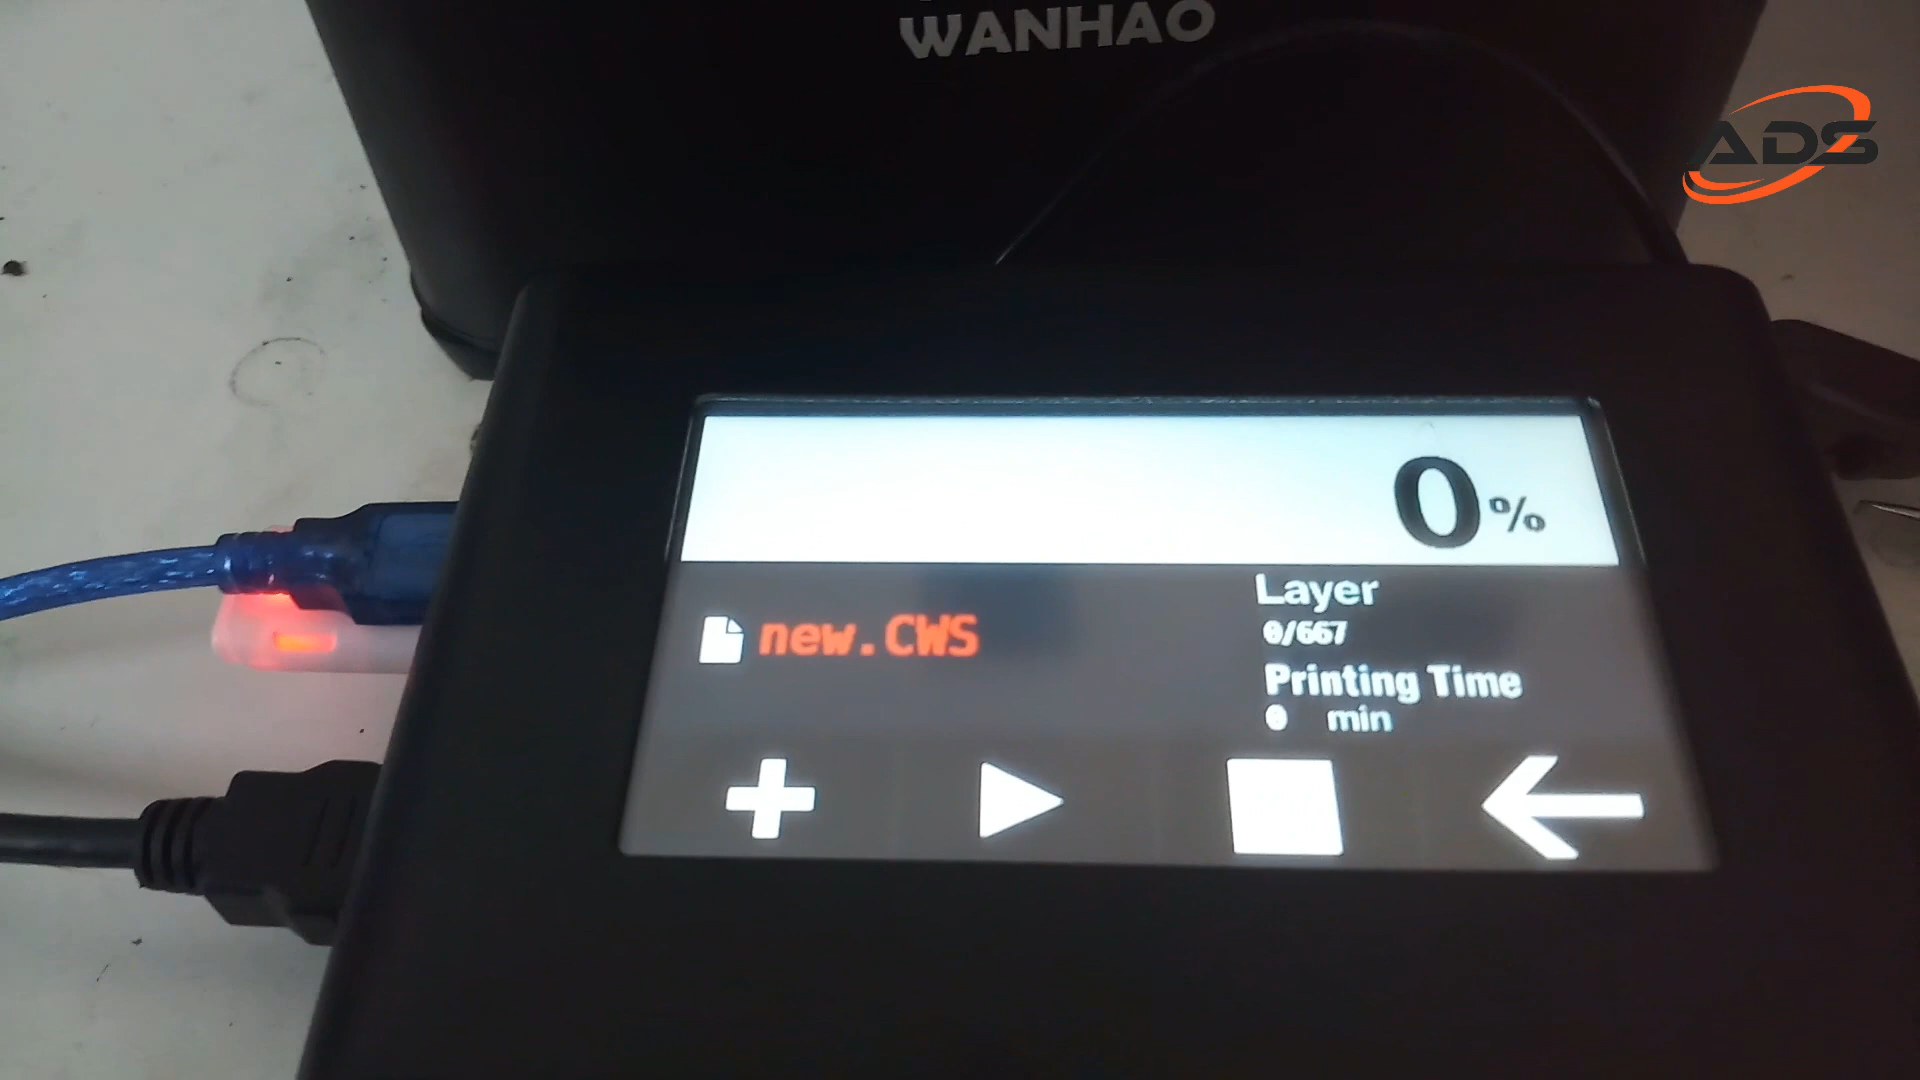 WANHAO
ADS
0%
new.CWS
Layer
0/667
Printing Time
0 min